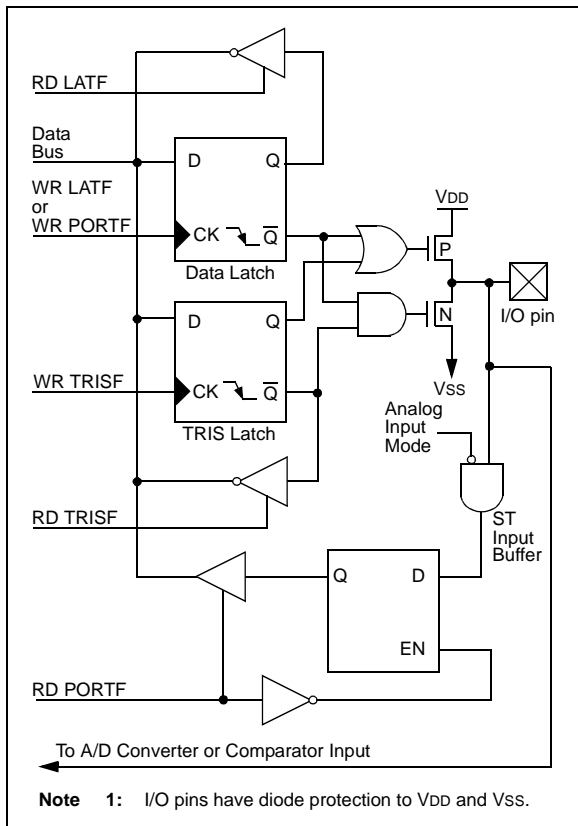 RD LATF
Data
Bus
D Q
WR LATF
or
WR PORTF
CK Q
Data Latch
VDD
P
N
I/O pin
D Q
WR TRISF
CK Q
TRIS Latch
VSS
Analog
Input
Mode
RD TRISF
ST
Input
Buffer
Q D
EN
RD PORTF
To A/D Converter or Comparator Input
Note 1: I/O pins have diode protection to VDD and VSS.